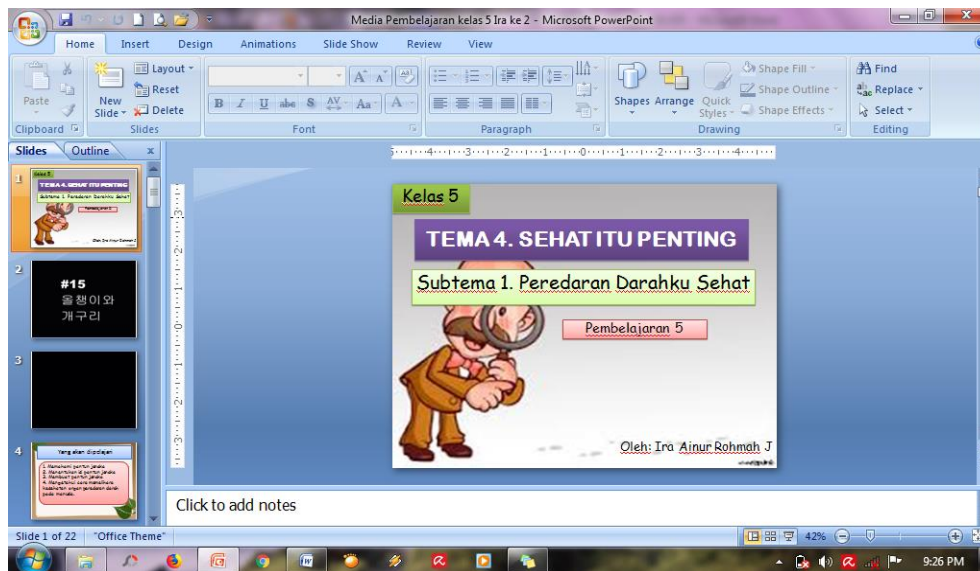 Media Pembelajaran kelas 5 Ira ke 2 - Microsoft PowerPoint
Home Insert Design Animations Slide Show Review View
Paste
New Slide
Layout
Reset
Delete
Shapes Arrange Quick Styles
Shape Fill
Shape Outline
Shape Effects
Find
Replace
Select
Clipboard Slides Font Paragraph Drawing Editing
Slides Outline
1
2
#15
올챙이와
개구리
3
4
Yang akan dipelajari
Kelas 5
TEMA 4. SEHAT ITU PENTING
Subtema 1. Peredaran Darahku Sehat
Pembelajaran 5
Oleh: Ira Ainur Rohmah J
Click to add notes
Slide 1 of 22 "Office Theme" 42%
9:26 PM